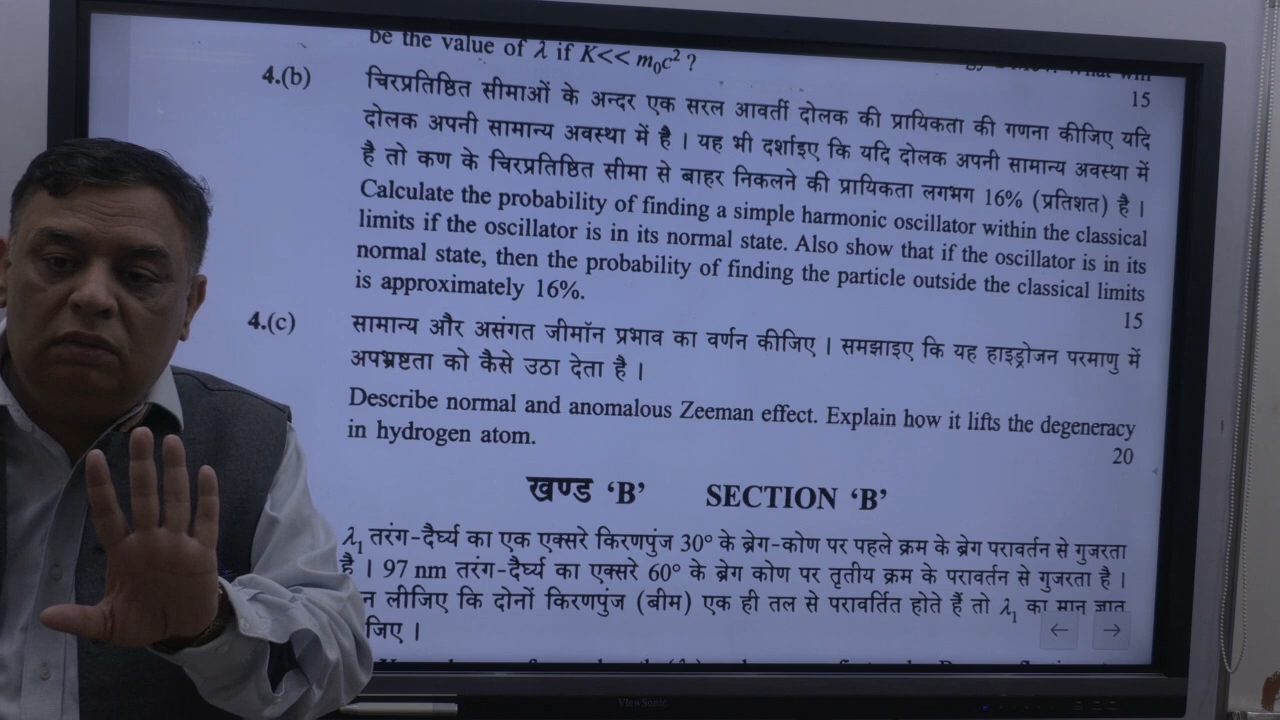 be the value of λ if K<< m₀c² ?
15
4.(b) चिरप्रतिष्ठित सीमाओं के अन्दर एक सरल आवर्ती दोलक की प्रायिकता की गणना कीजिए यदि
दोलक अपनी सामान्य अवस्था में है । यह भी दर्शाइए कि यदि दोलक अपनी सामान्य अवस्था में
है तो कण के चिरप्रतिष्ठित सीमा से बाहर निकलने की प्रायिकता लगभग 16% (प्रतिशत) है ।
Calculate the probability of finding a simple harmonic oscillator within the classical
limits if the oscillator is in its normal state. Also show that if the oscillator is in its
normal state, then the probability of finding the particle outside the classical limits
is approximately 16%.
15
4.(c) सामान्य और असंगत जीमॉन प्रभाव का वर्णन कीजिए । समझाइए कि यह हाइड्रोजन परमाणु में
अपभ्रष्टता को कैसे उठा देता है ।
Describe normal and anomalous Zeeman effect. Explain how it lifts the degeneracy
in hydrogen atom.
20
खण्ड ‘B’ SECTION ‘B’
λ₁ तरंग-दैर्घ्य का एक एक्सरे किरणपुंज 30° के ब्रेग-कोण पर पहले क्रम के ब्रेग परावर्तन से गुजरता
है । 97 nm तरंग-दैर्घ्य का एक्सरे 60° के ब्रेग कोण पर तृतीय क्रम के परावर्तन से गुजरता है ।
न लीजिए कि दोनों किरणपुंज (बीम) एक ही तल से परावर्तित होते हैं तो λ₁ का मान ज्ञात
जिए ।
ViewSonic